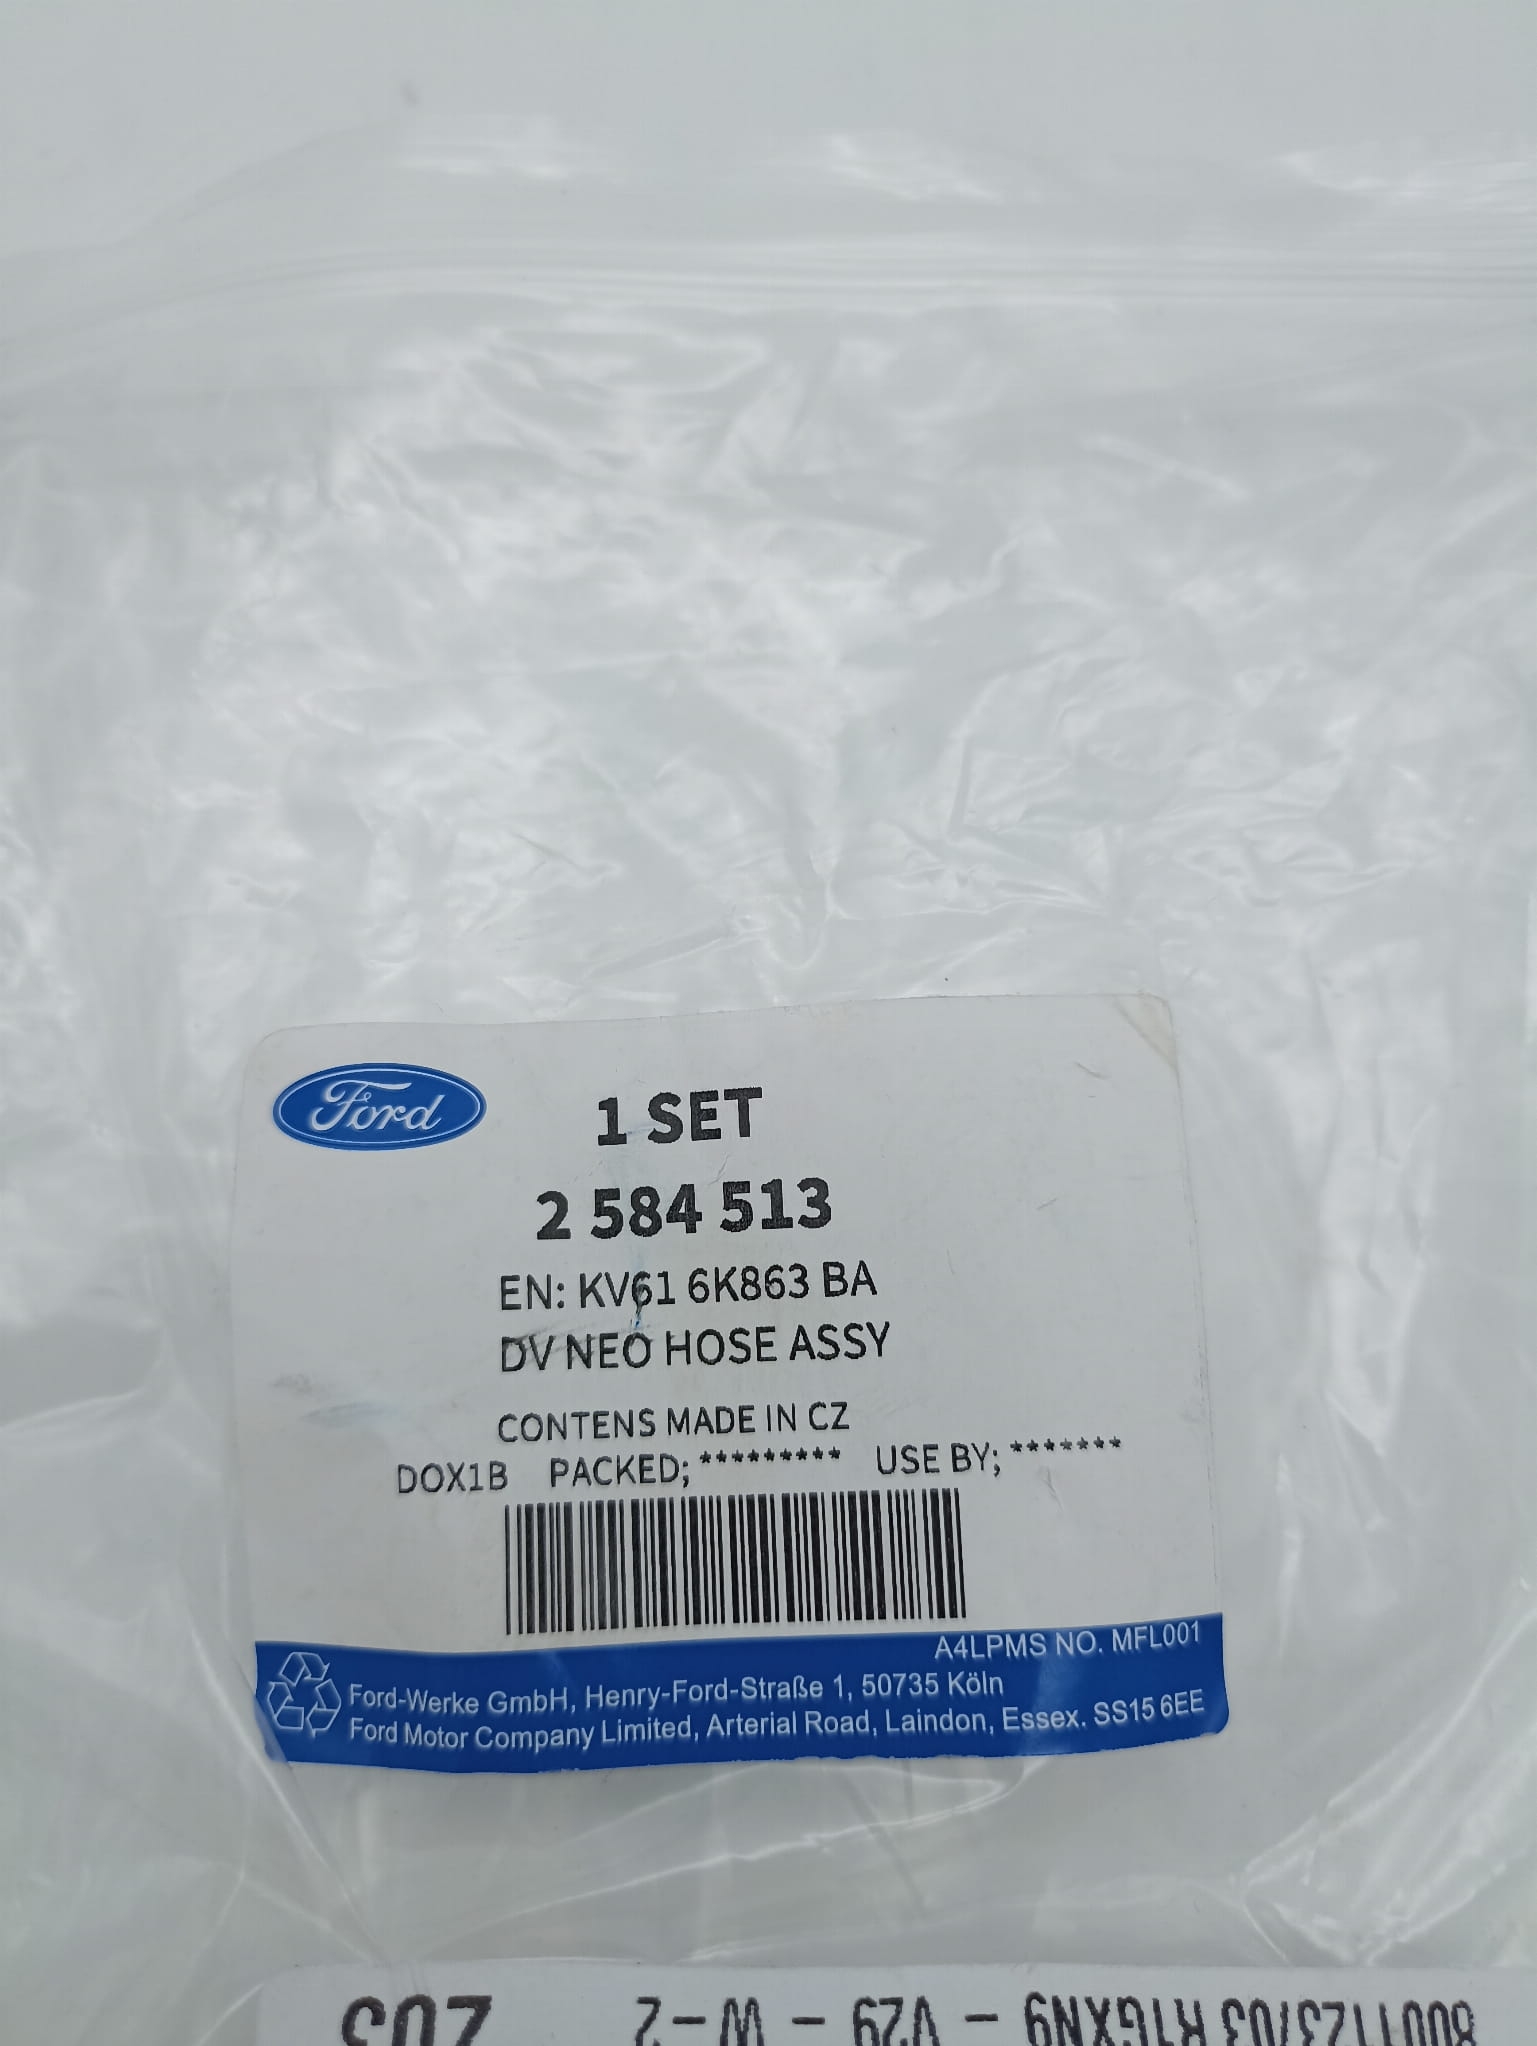 Ford
1 SET
2 584 513
EN: KV61 6K863 BA
DV NEO HOSE ASSY
CONTENS MADE IN CZ
DOX1B PACKED; ********* USE BY; *******
A4LPMS NO. MFL001
Ford-Werke GmbH, Henry-Ford-Straße 1, 50735 Köln
Ford Motor Company Limited, Arterial Road, Laindon, Essex. SS15 6EE